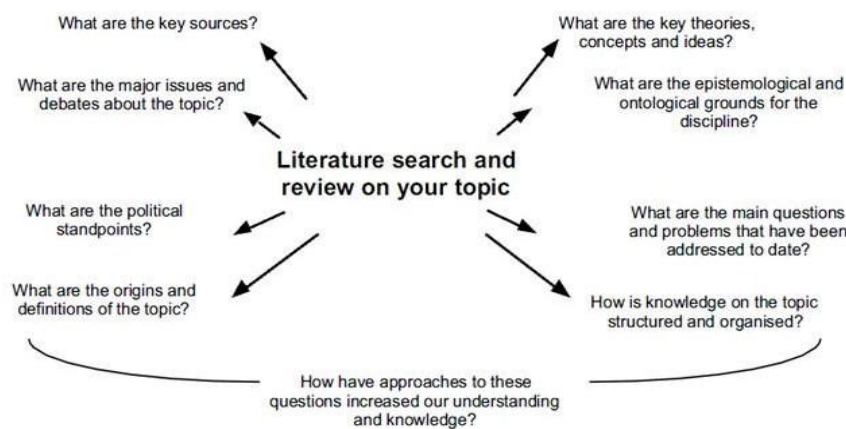 What are the key sources?
What are the key theories,
concepts and ideas?
What are the major issues and
debates about the topic?
What are the epistemological and
ontological grounds for the
discipline?
Literature search and
review on your topic
What are the political
standpoints?
What are the main questions
and problems that have been
addressed to date?
What are the origins and
definitions of the topic?
How is knowledge on the topic
structured and organised?
How have approaches to these
questions increased our understanding
and knowledge?